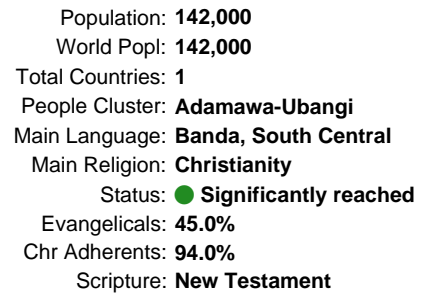 Population: 142,000
World Popl: 142,000
Total Countries: 1
People Cluster: Adamawa-Ubangi
Main Language: Banda, South Central
Main Religion: Christianity
Status: Significantly reached
Evangelicals: 45.0%
Chr Adherents: 94.0%
Scripture: New Testament